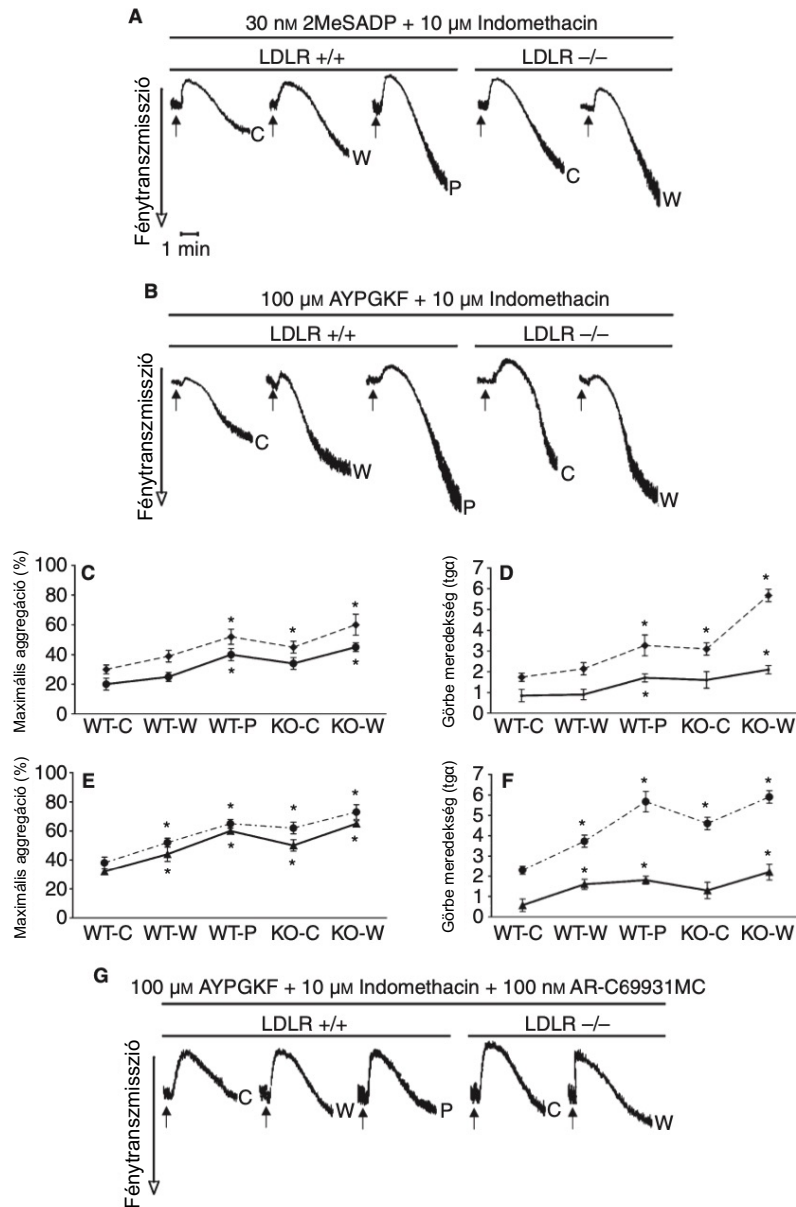 A
30 nM 2MeSADP + 10 µM Indomethacin
LDLR +/+ LDLR –/–
Fénytranszmisszió
C W P C W
1 min
B
100 µM AYPGKF + 10 µM Indomethacin
LDLR +/+ LDLR –/–
Fénytranszmisszió
C W P C W
C
Maximális aggregáció (%)
100
80
60
40
20
0
* * *
* *
WT-C WT-W WT-P KO-C KO-W
D
Görbe meredekség (tgα)
7
6
5
4
3
2
1
0
* * *
* *
WT-C WT-W WT-P KO-C KO-W
E
Maximális aggregáció (%)
100
80
60
40
20
0
* * * *
* * * *
WT-C WT-W WT-P KO-C KO-W
F
Görbe meredekség (tgα)
7
6
5
4
3
2
1
0
* * * *
* * *
WT-C WT-W WT-P KO-C KO-W
G
100 µM AYPGKF + 10 µM Indomethacin + 100 nM AR-C69931MC
LDLR +/+ LDLR –/–
Fénytranszmisszió
C W P C W